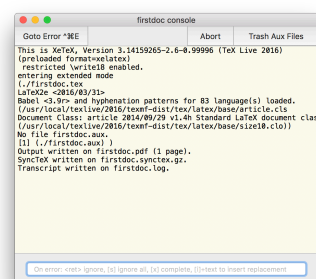 firstdoc console
Goto Error ^⌘E
Abort
Trash Aux Files
This is XeTeX, Version 3.14159265-2.6-0.99996 (TeX Live 2016)
(preloaded format=xelatex)
restricted \write18 enabled.
entering extended mode
(./firstdoc.tex
LaTeX2e <2016/03/31>
Babel <3.9r> and hyphenation patterns for 83 language(s) loaded.
(/usr/local/texlive/2016/texmf-dist/tex/latex/base/article.cls
Document Class: article 2014/09/29 v1.4h Standard LaTeX document clas
(/usr/local/texlive/2016/texmf-dist/tex/latex/base/size10.clo))
No file firstdoc.aux.
[1] (./firstdoc.aux) )
Output written on firstdoc.pdf (1 page).
SyncTeX written on firstdoc.synctex.gz.
Transcript written on firstdoc.log.
On error: <ret> ignore, [s] ignore all, [x] complete, [i]+text to insert replacement